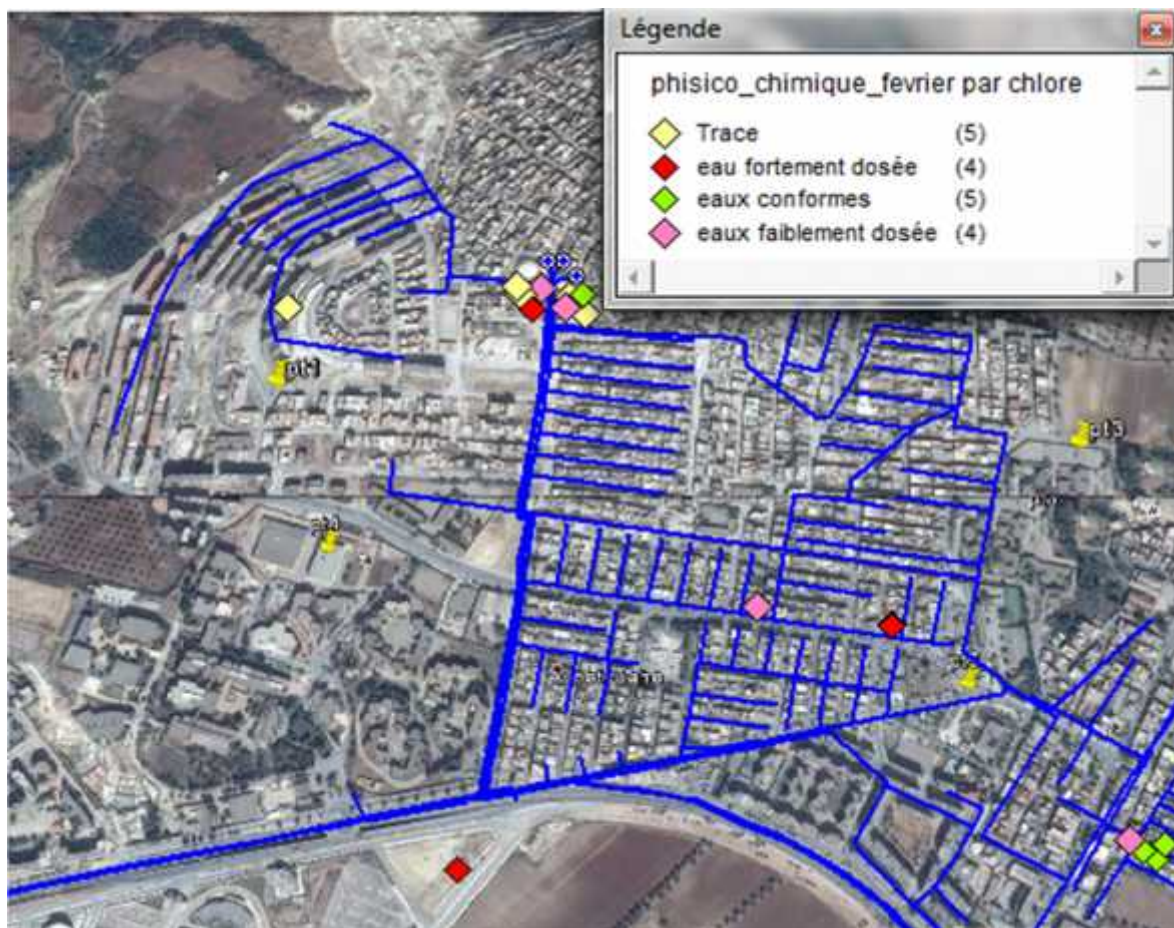 Légende
phisico_chimique_fevrier par chlore
Trace (5)
eau fortement dosée (4)
eaux conformes (5)
eaux faiblement dosée (4)
pt1
pt3
pt4